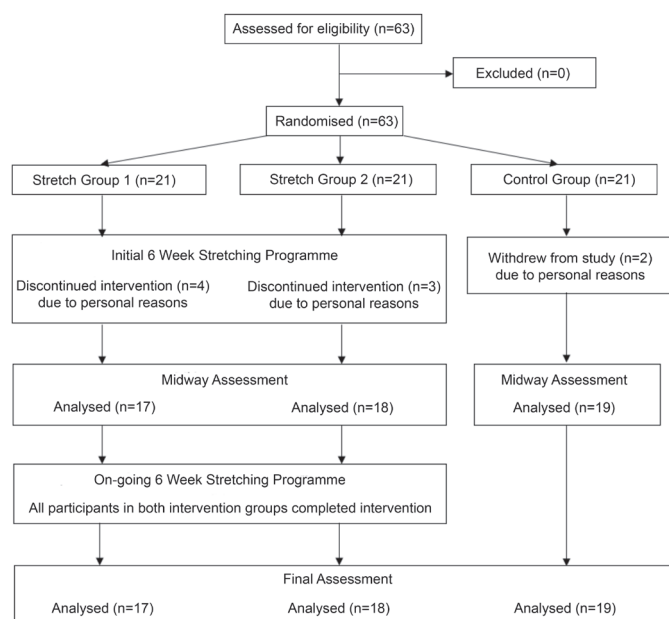 Assessed for eligibility (n=63)
Excluded (n=0)
Randomised (n=63)
Stretch Group 1 (n=21)
Stretch Group 2 (n=21)
Control Group (n=21)
Initial 6 Week Stretching Programme
Discontinued intervention (n=4)
due to personal reasons
Discontinued intervention (n=3)
due to personal reasons
Withdrew from study (n=2)
due to personal reasons
Midway Assessment
Analysed (n=17)
Analysed (n=18)
Midway Assessment
Analysed (n=19)
On-going 6 Week Stretching Programme
All participants in both intervention groups completed intervention
Final Assessment
Analysed (n=17)
Analysed (n=18)
Analysed (n=19)